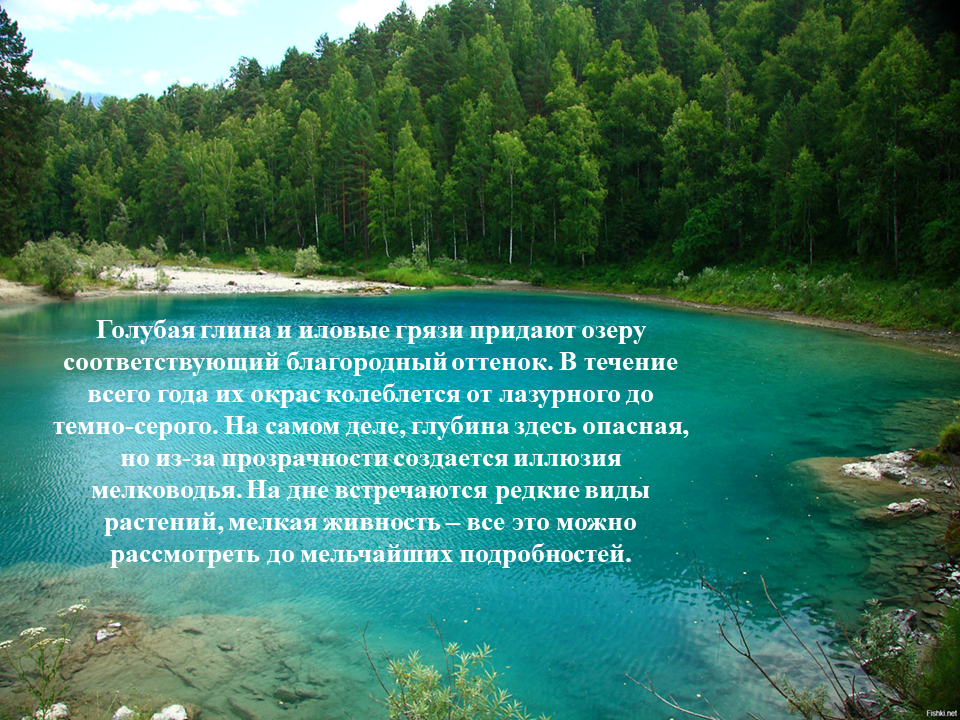 Голубая глина и иловые грязи придают озеру
соответствующий благородный оттенок. В течение
всего года их окрас колеблется от лазурного до
темно-серого. На самом деле, глубина здесь опасная,
но из-за прозрачности создается иллюзия
мелководья. На дне встречаются редкие виды
растений, мелкая живность – все это можно
рассмотреть до мельчайших подробностей.
Fishki.net